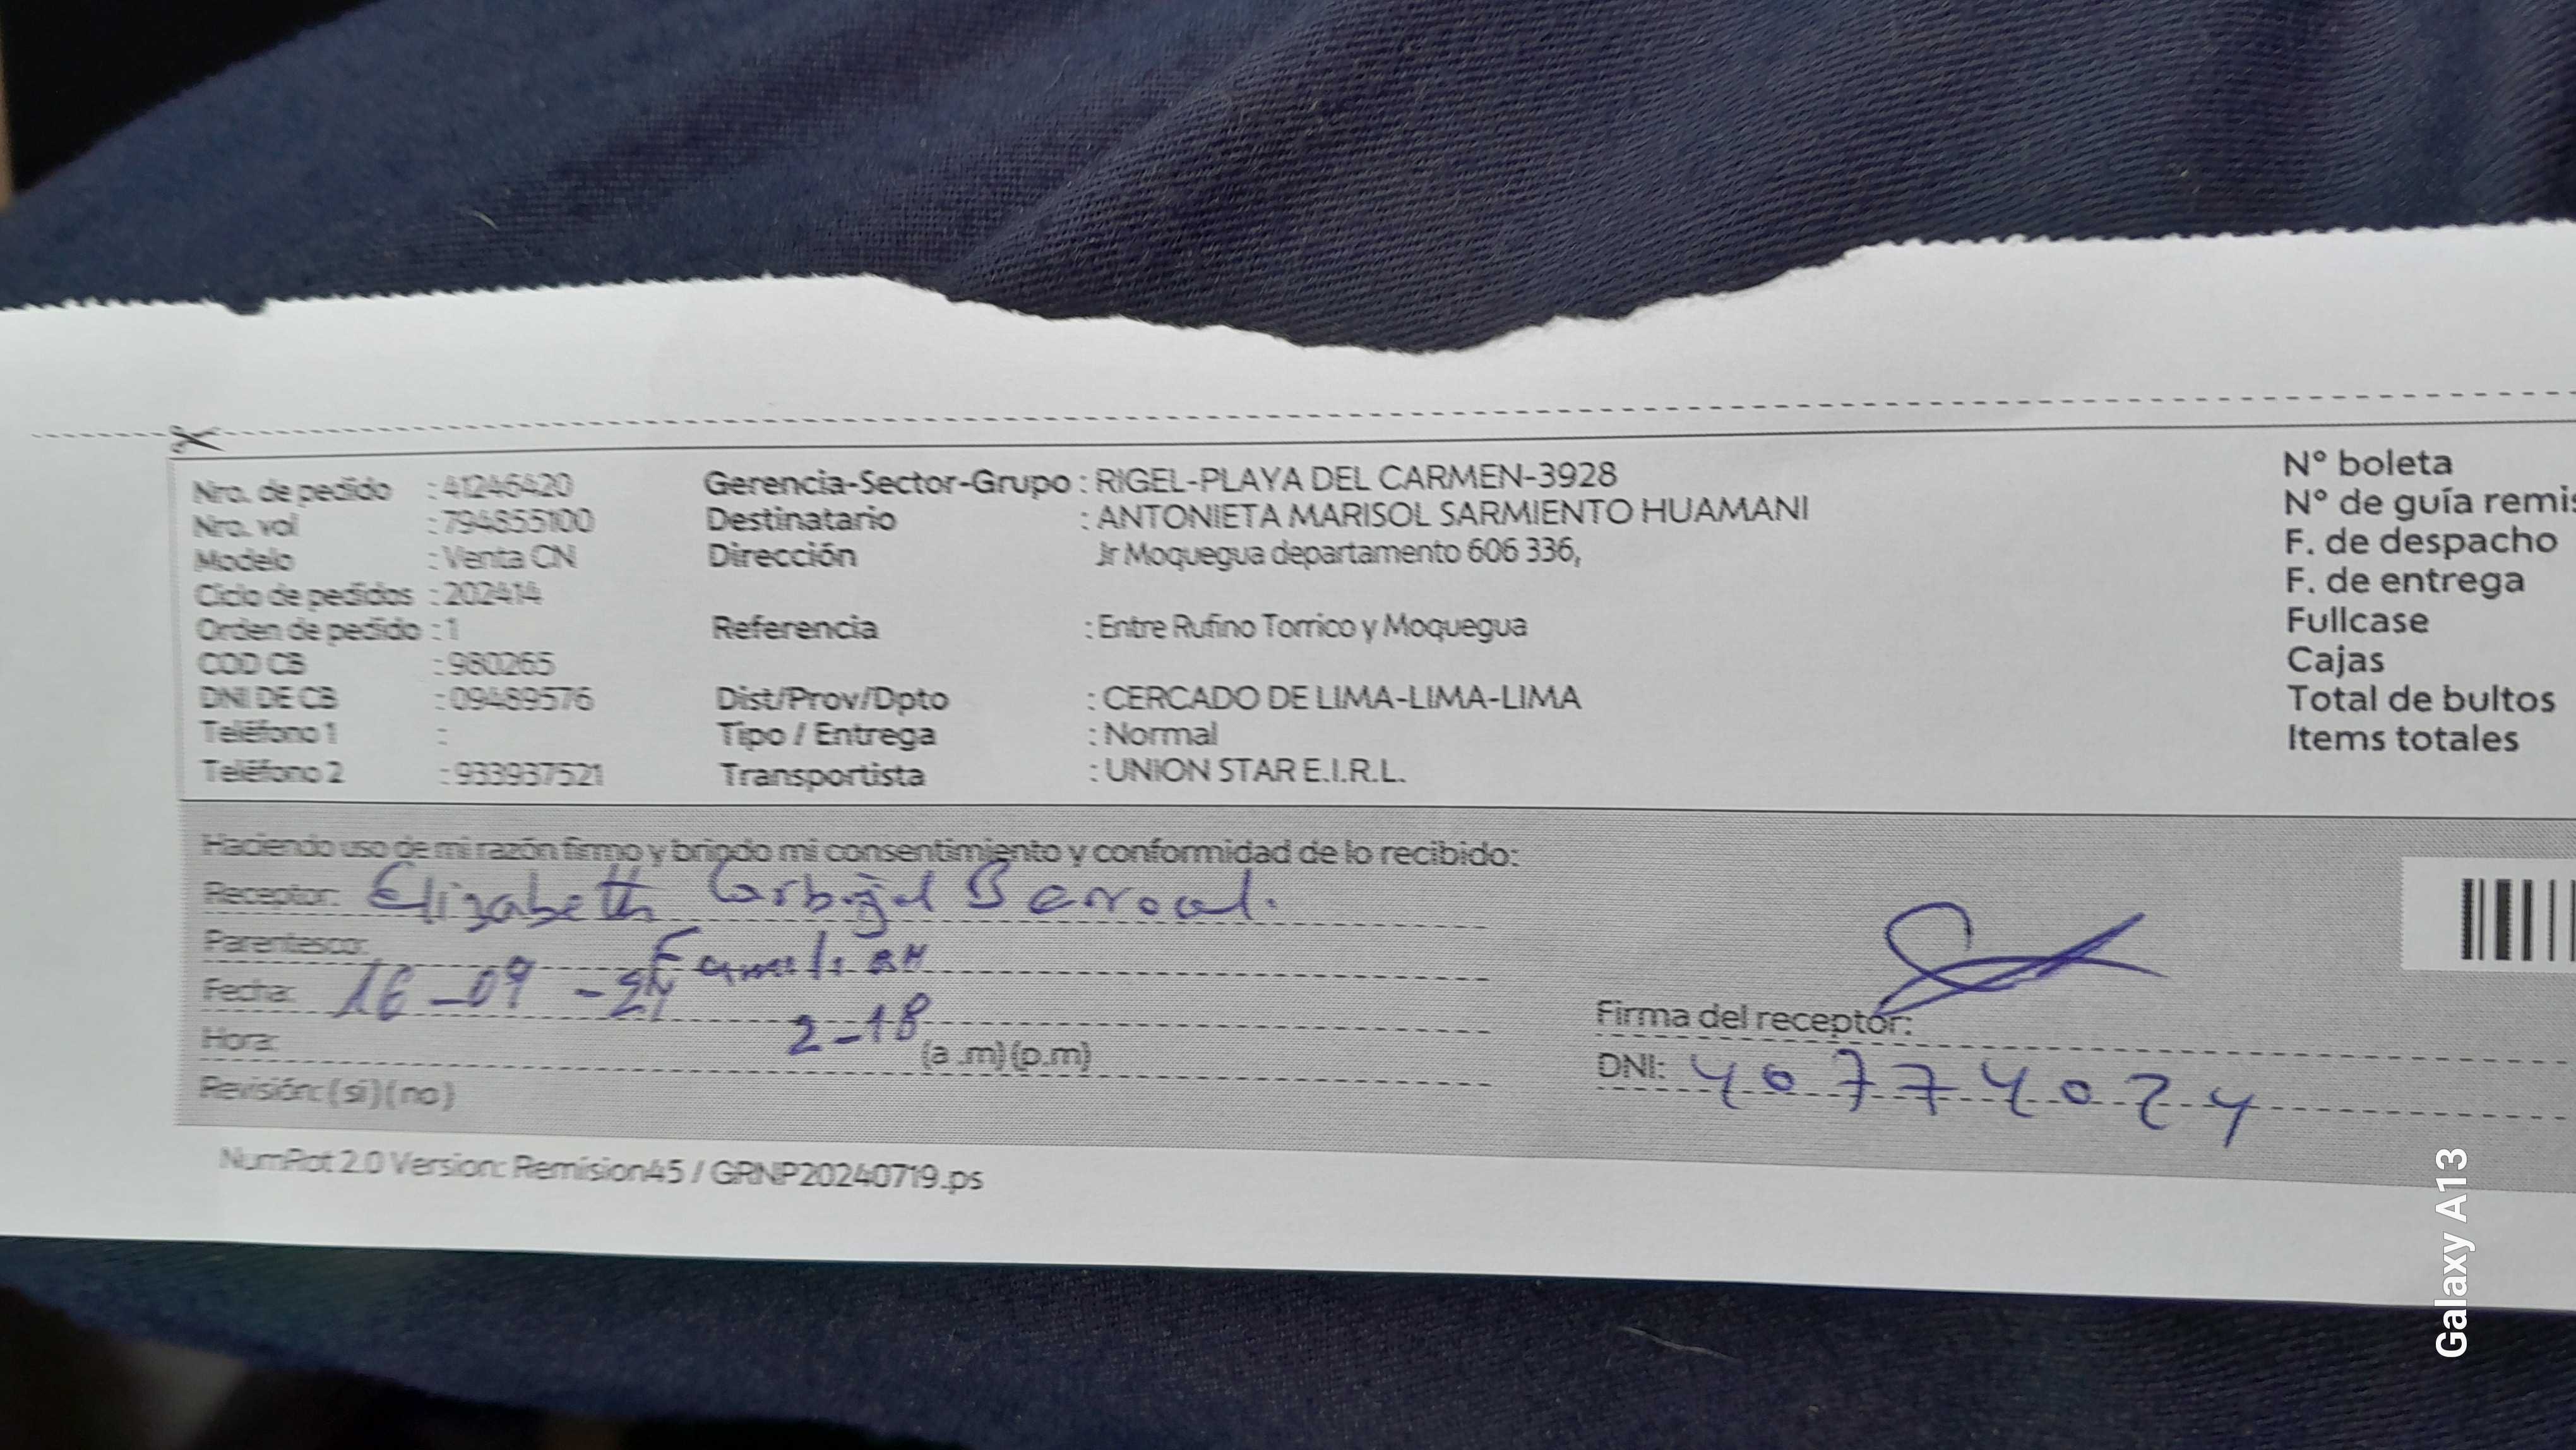 Nro. de pedido : 41246420
Nro. vol : 794855100
Modelo : Venta CN
Ciclo de pedidos : 202414
Orden de pedido : 1
COD CB : 980265
DNI DE CB : 09489576
Teléfono 1 :
Teléfono 2 : 933937521
Gerencia-Sector-Grupo : RIGEL-PLAYA DEL CARMEN-3928
Destinatario : ANTONIETA MARISOL SARMIENTO HUAMANI
Dirección Jr Moquegua departamento 606 336,
Referencia : Entre Rufino Torrico y Moquegua
Dist/Prov/Dpto : CERCADO DE LIMA-LIMA-LIMA
Tipo / Entrega : Normal
Transportista : UNION STAR E.I.R.L.
N° boleta
N° de guía remis
F. de despacho
F. de entrega
Fullcase
Cajas
Total de bultos
Items totales
Haciendo uso de mi razón firmo y brindo mi consentimiento y conformidad de lo recibido:
Receptor: Elizabeth Carbajal Berrocal.
Parentesco: Familiar
Fecha: 16-09-24
Hora: 2-18 (a.m) (p.m)
Revisión: (si) (no)
Firma del receptor:
DNI: 40774024
NumRot 2.0 Version: Remision45 / GRNP20240719.ps
Galaxy A13